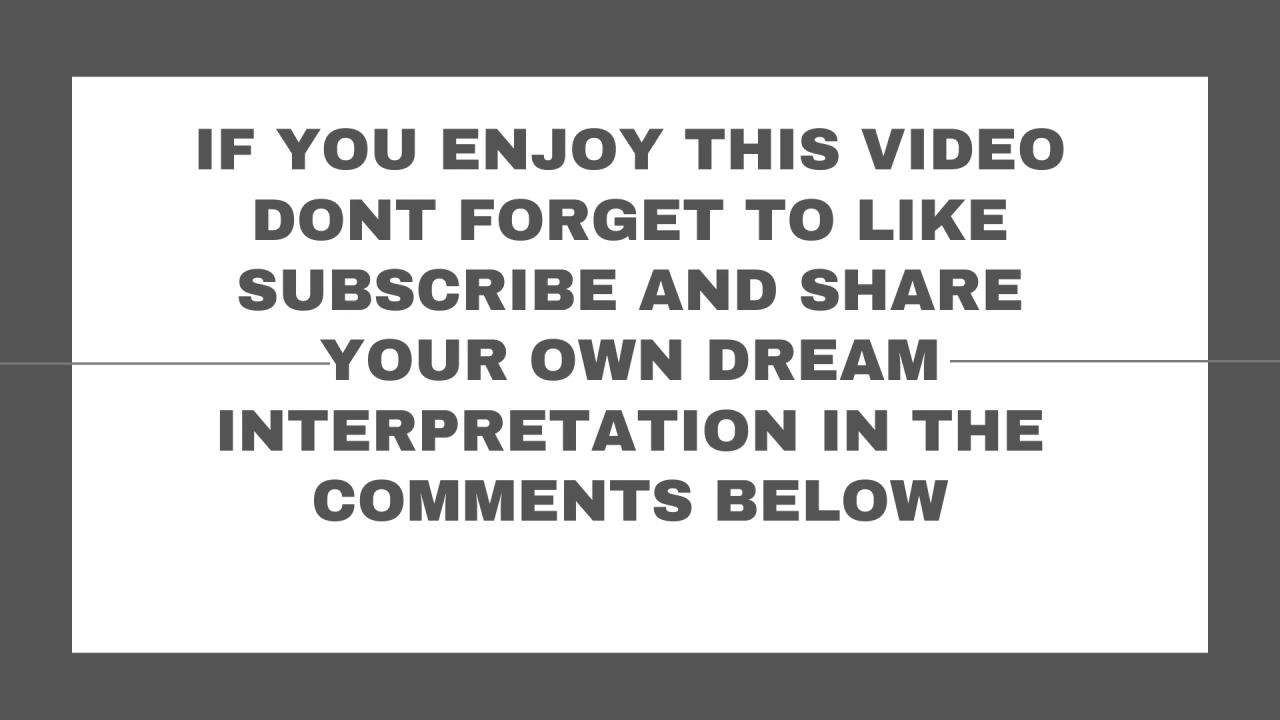 IF YOU ENJOY THIS VIDEO
DONT FORGET TO LIKE
SUBSCRIBE AND SHARE
YOUR OWN DREAM
INTERPRETATION IN THE
COMMENTS BELOW